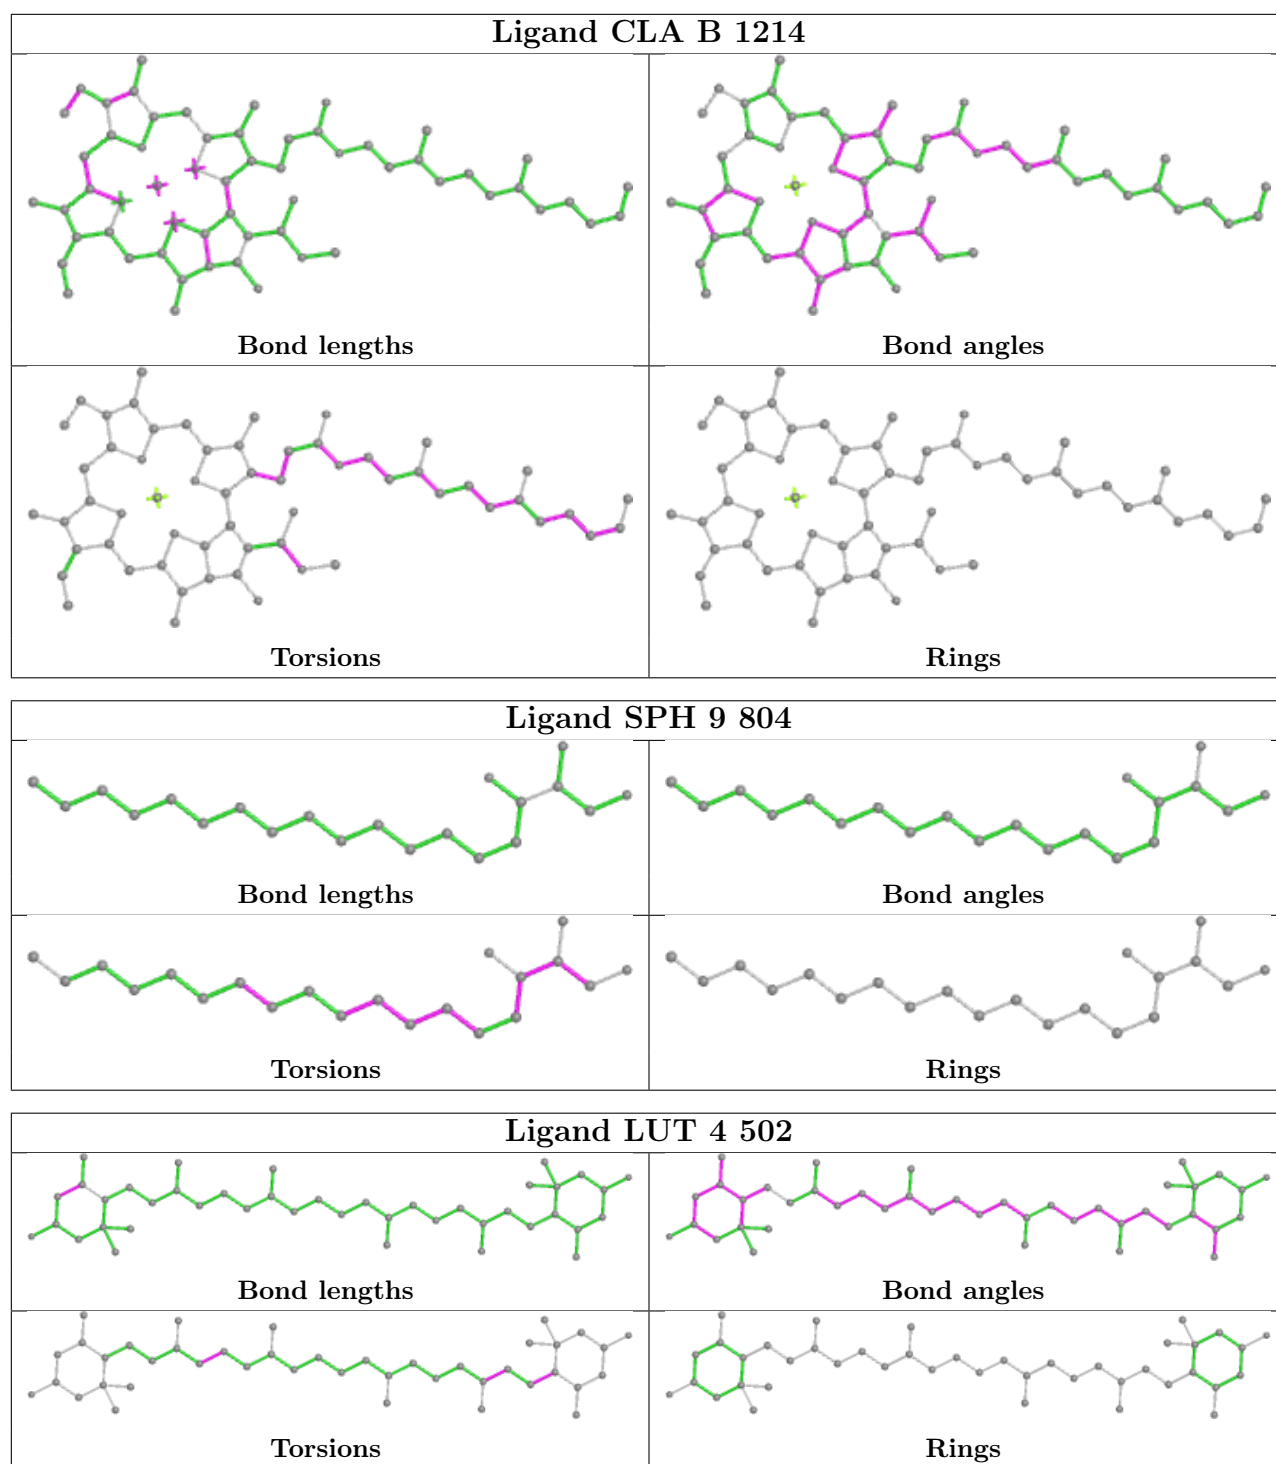 Ligand CLA B 1214
Bond lengths
Bond angles
Torsions
Rings
Ligand SPH 9 804
Bond lengths
Bond angles
Torsions
Rings
Ligand LUT 4 502
Bond lengths
Bond angles
Torsions
Rings